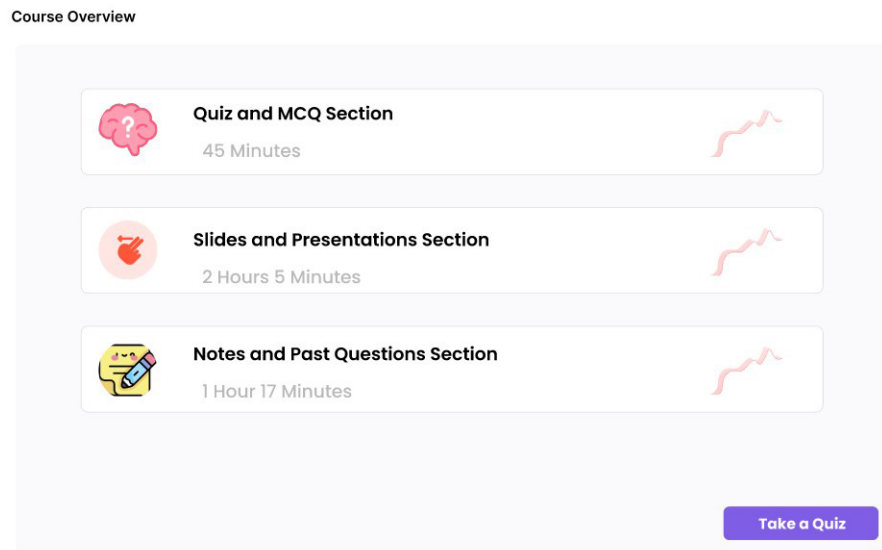 Course Overview
Quiz and MCQ Section
45 Minutes
Slides and Presentations Section
2 Hours 5 Minutes
Notes and Past Questions Section
1 Hour 17 Minutes
Take a Quiz